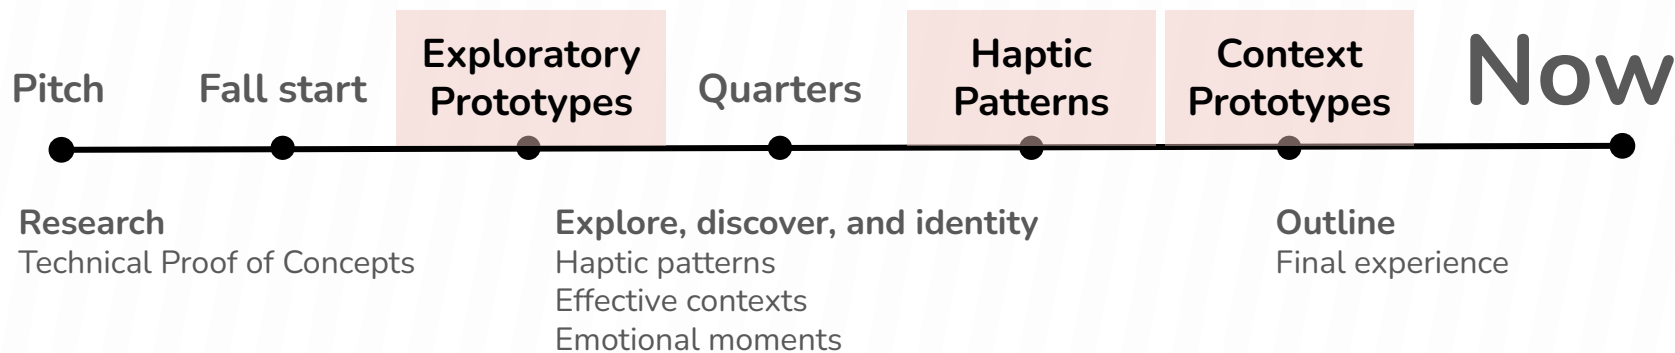 Pitch
Fall start
Exploratory
Prototypes
Quarters
Haptic
Patterns
Context
Prototypes
Now
Research
Technical Proof of Concepts
Explore, discover, and identity
Haptic patterns
Effective contexts
Emotional moments
Outline
Final experience